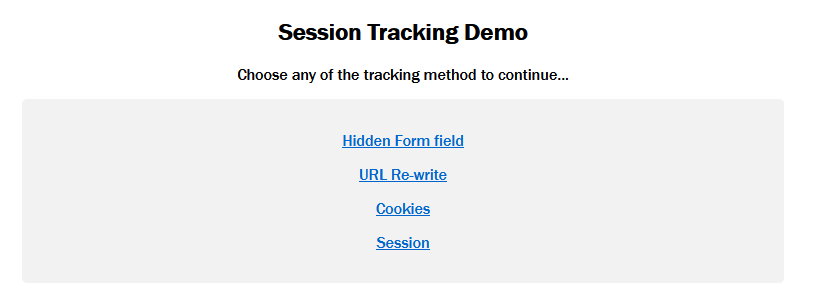 Session Tracking Demo
Choose any of the tracking method to continue...
Hidden Form field
URL Re-write
Cookies
Session